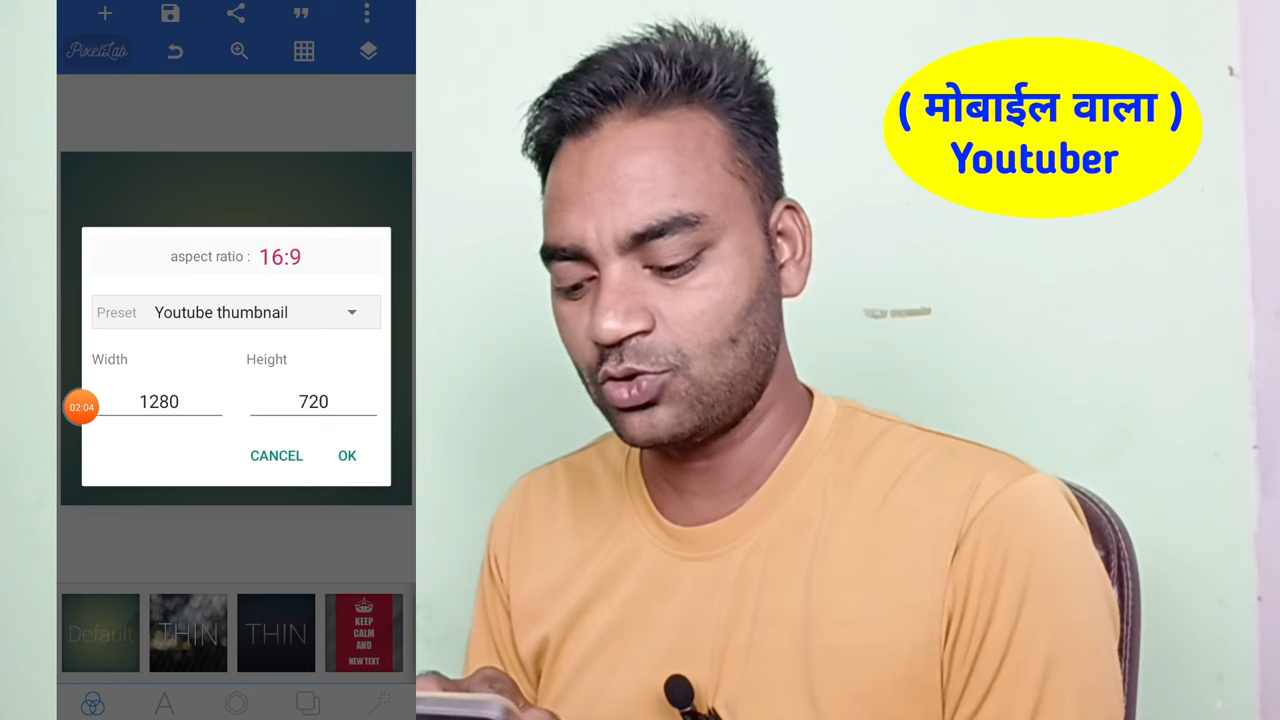 PixelLab
aspect ratio : 16:9
Preset Youtube thumbnail
Width Height
1280 720
02:04
CANCEL OK
Default
THIN
THIN
KEEP
CALM
AND
NEW TEXT
( मोबाईल वाला )
Youtuber